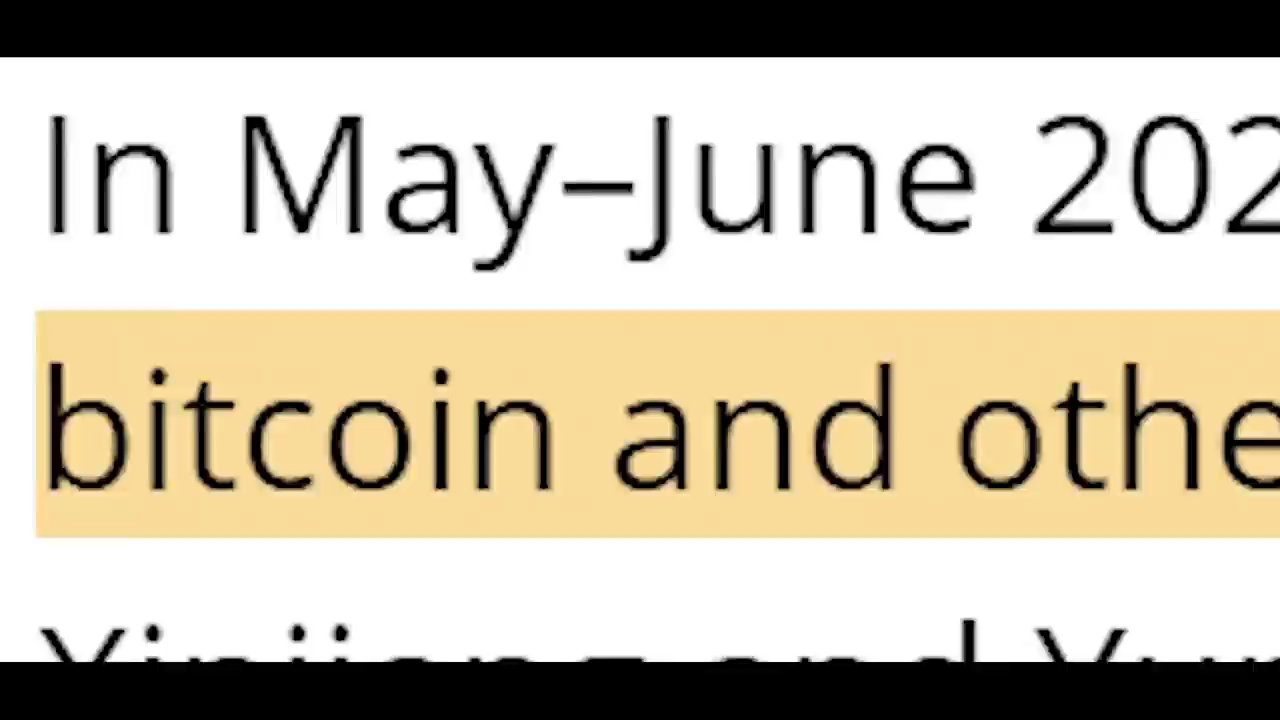 In May–June 202
bitcoin and othe